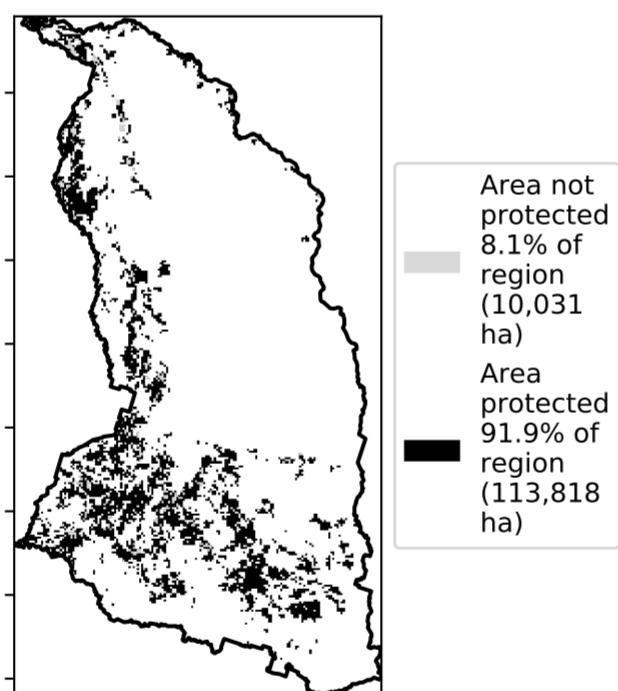 Area not
protected
8.1% of
region
(10,031
ha)
Area
protected
91.9% of
region
(113,818
ha)